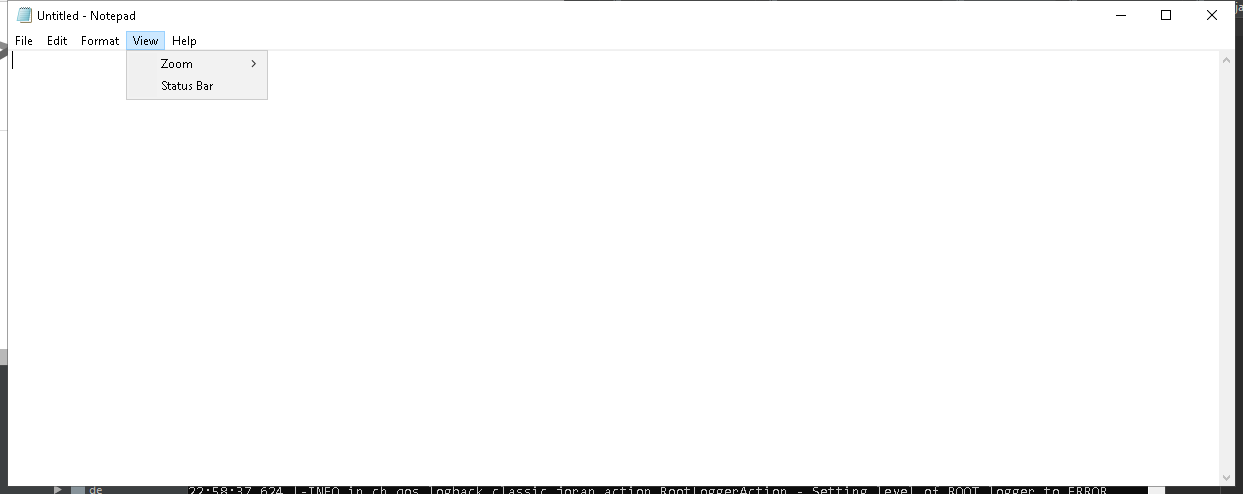 Untitled - Notepad
File Edit Format View Help
Zoom
Status Bar
de
22:58:37,624 |-INFO in ch.qos.logback.classic.joran.action.RootLoggerAction - Setting level of ROOT logger to ERROR